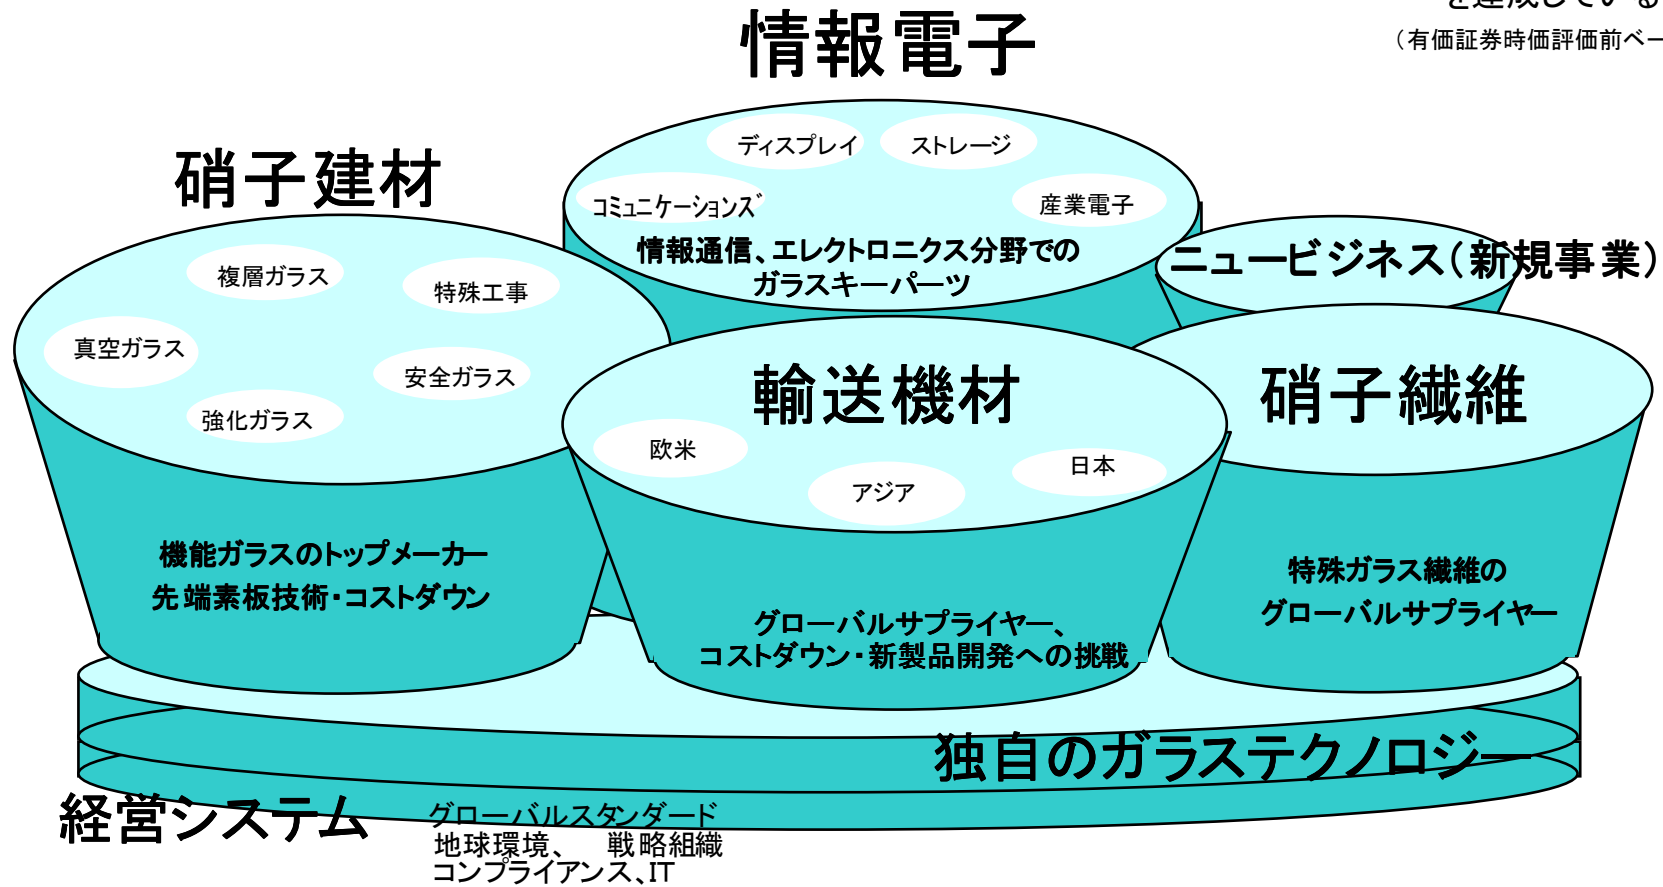 を達成している
（有価証券時価評価前ベー
情報電子
ディスプレイ
ストレージ
コミュニケーションズ
産業電子
情報通信、エレクトロニクス分野での
ガラスキーパーツ
硝子建材
複層ガラス
特殊工事
真空ガラス
安全ガラス
強化ガラス
機能ガラスのトップメーカー
先端素板技術・コストダウン
ニュービジネス（新規事業）
輸送機材
欧米
アジア
日本
グローバルサプライヤー、
コストダウン・新製品開発への挑戦
硝子繊維
特殊ガラス繊維の
グローバルサプライヤー
独自のガラステクノロジー
経営システム
グローバルスタンダード
地球環境、　戦略組織
コンプライアンス、IT